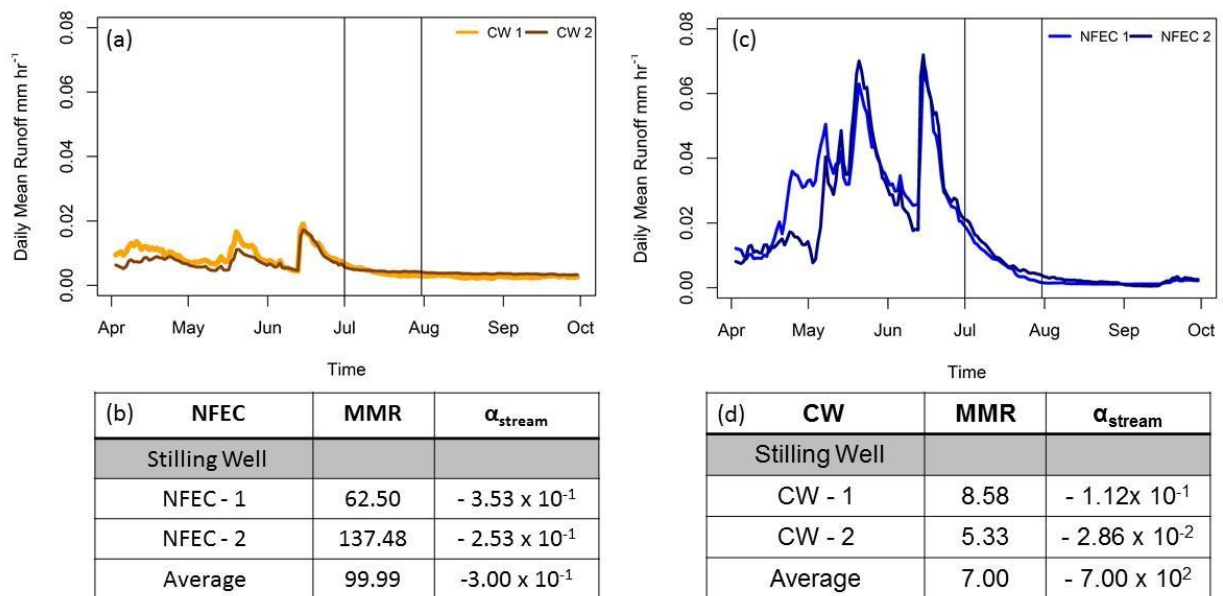 (a)
CW 1 CW 2
Daily Mean Runoff mm hr⁻¹
0.08
0.06
0.04
0.02
0.00
Apr May Jun Jul Aug Sep Oct
Time
(c)
NFEC 1 NFEC 2
Daily Mean Runoff mm hr⁻¹
0.08
0.06
0.04
0.02
0.00
Apr May Jun Jul Aug Sep Oct
Time
(b) NFEC MMR α stream
Stilling Well
NFEC - 1 62.50 - 3.53 x 10⁻¹
NFEC - 2 137.48 - 2.53 x 10⁻¹
Average 99.99 -3.00 x 10⁻¹
(d) CW MMR α stream
Stilling Well
CW - 1 8.58 - 1.12x 10⁻¹
CW - 2 5.33 - 2.86 x 10⁻²
Average 7.00 - 7.00 x 10²